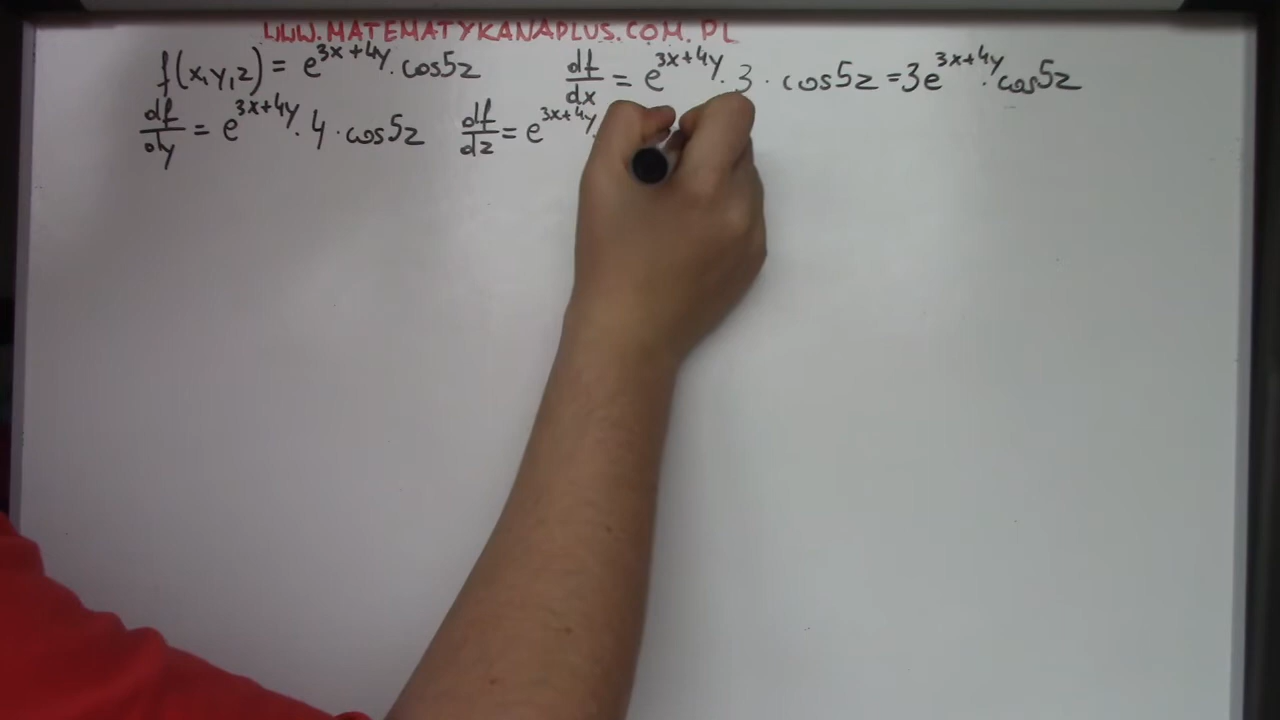 WWW.MATEMATYKANAPLUS.COM.PL
f(x,y,z) = e^{3x+4y} · cos5z   df/dx = e^{3x+4y} · 3 · cos5z = 3e^{3x+4y} · cos5z
df/dy = e^{3x+4y} · 4 · cos5z   df/dz = e^{3x+4y} ·